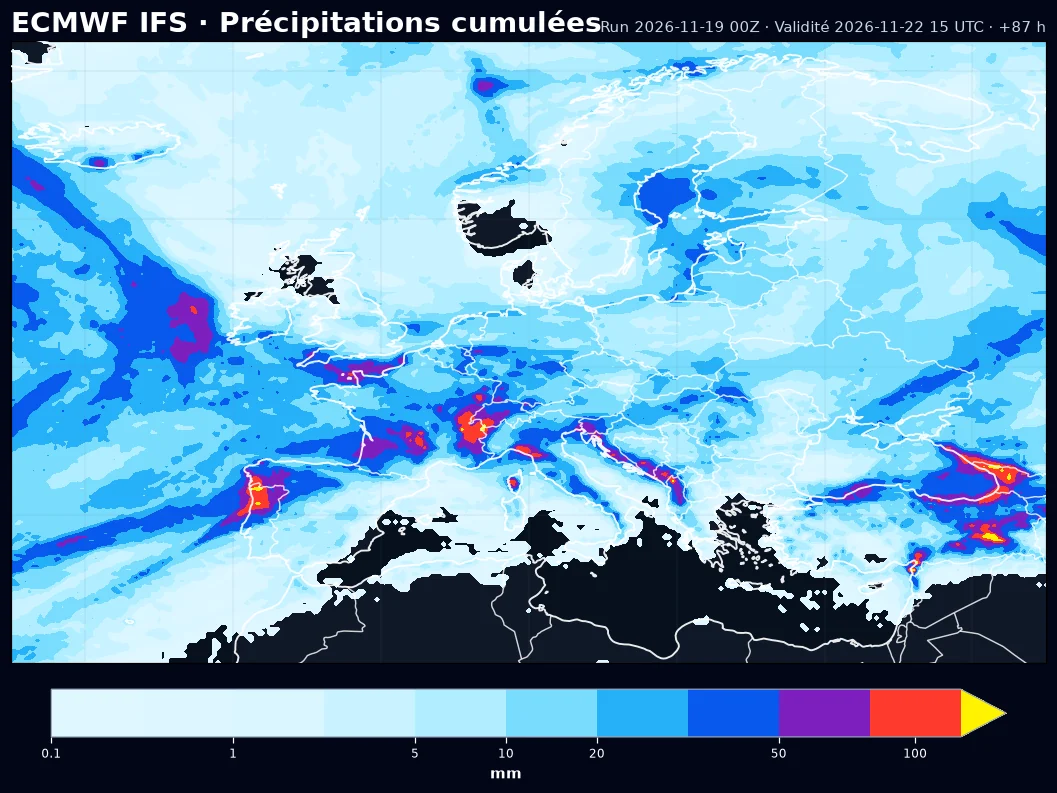 ECMWF IFS · Précipitations cumulées
Run 2026-11-19 00Z · Validité 2026-11-22 15 UTC · +87 h
0.1 1 5 10 20 50 100
mm